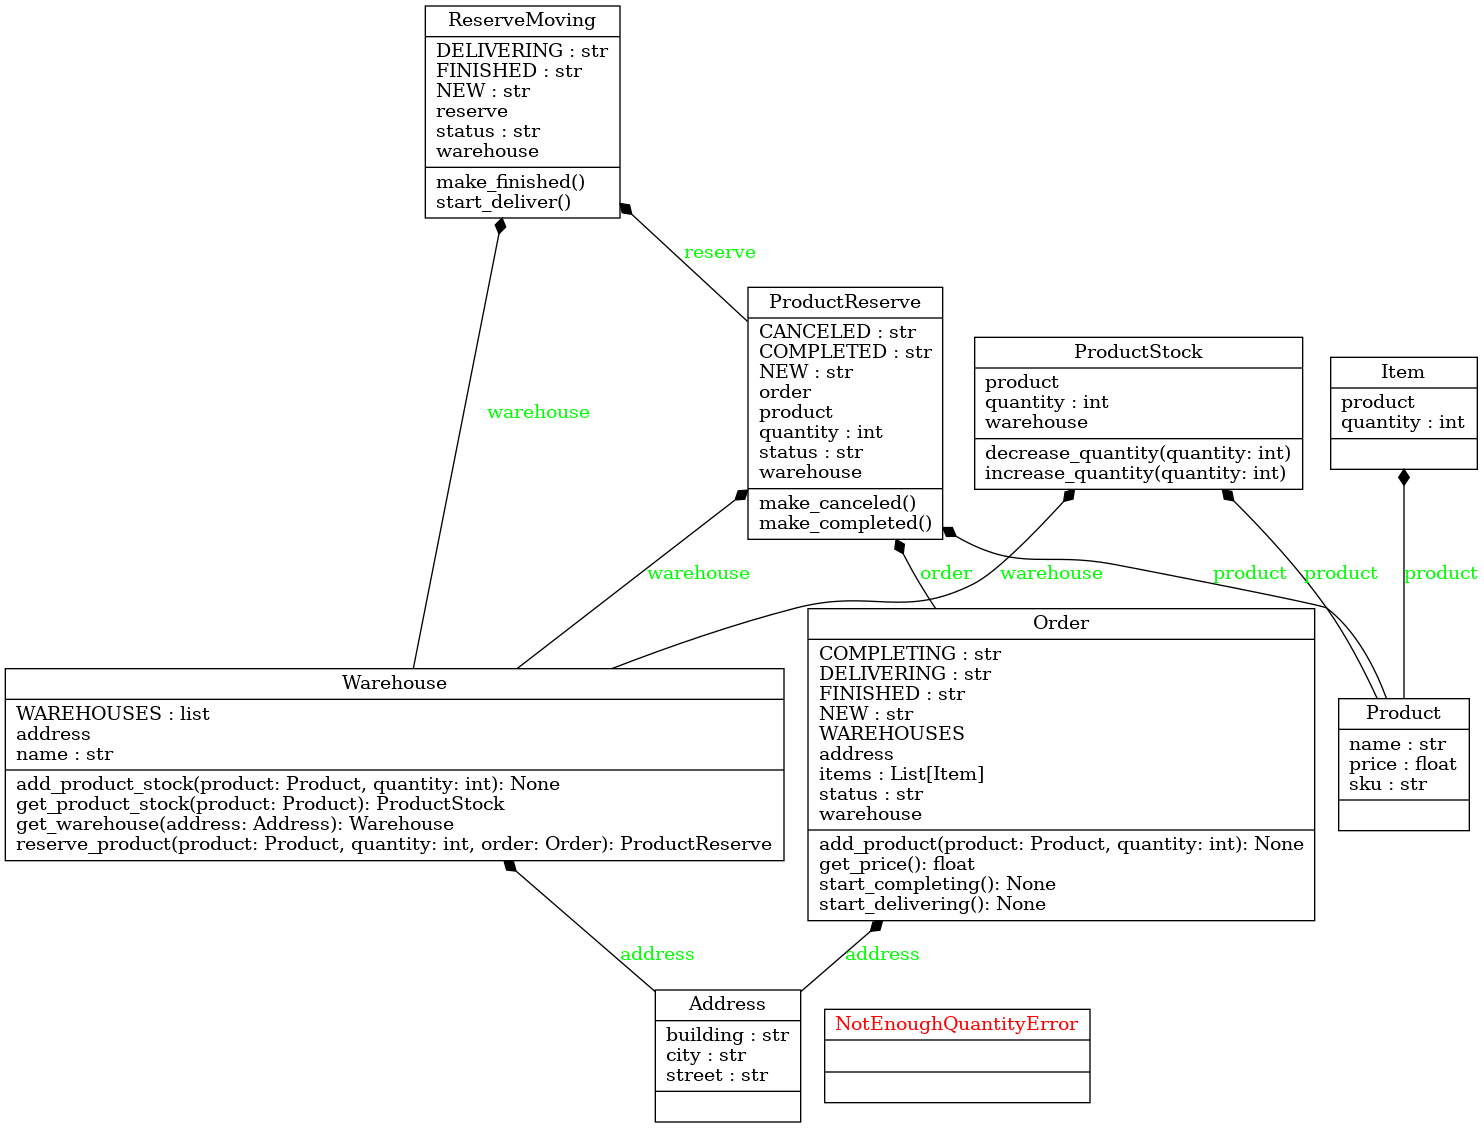 ReserveMoving
DELIVERING : str
FINISHED : str
NEW : str
reserve
status : str
warehouse
make_finished()
start_deliver()
reserve
ProductReserve
CANCELED : str
COMPLETED : str
NEW : str
order
product
quantity : int
status : str
warehouse
make_canceled()
make_completed()
ProductStock
product
quantity : int
warehouse
decrease_quantity(quantity: int)
increase_quantity(quantity: int)
Item
product
quantity : int
warehouse
warehouse
order
warehouse
product
product
product
Warehouse
WAREHOUSES : list
address
name : str
add_product_stock(product: Product, quantity: int): None
get_product_stock(product: Product): ProductStock
get_warehouse(address: Address): Warehouse
reserve_product(product: Product, quantity: int, order: Order): ProductReserve
Order
COMPLETING : str
DELIVERING : str
FINISHED : str
NEW : str
WAREHOUSES
address
items : List[Item]
status : str
warehouse
add_product(product: Product, quantity: int): None
get_price(): float
start_completing(): None
start_delivering(): None
Product
name : str
price : float
sku : str
address
address
Address
building : str
city : str
street : str
NotEnoughQuantityError